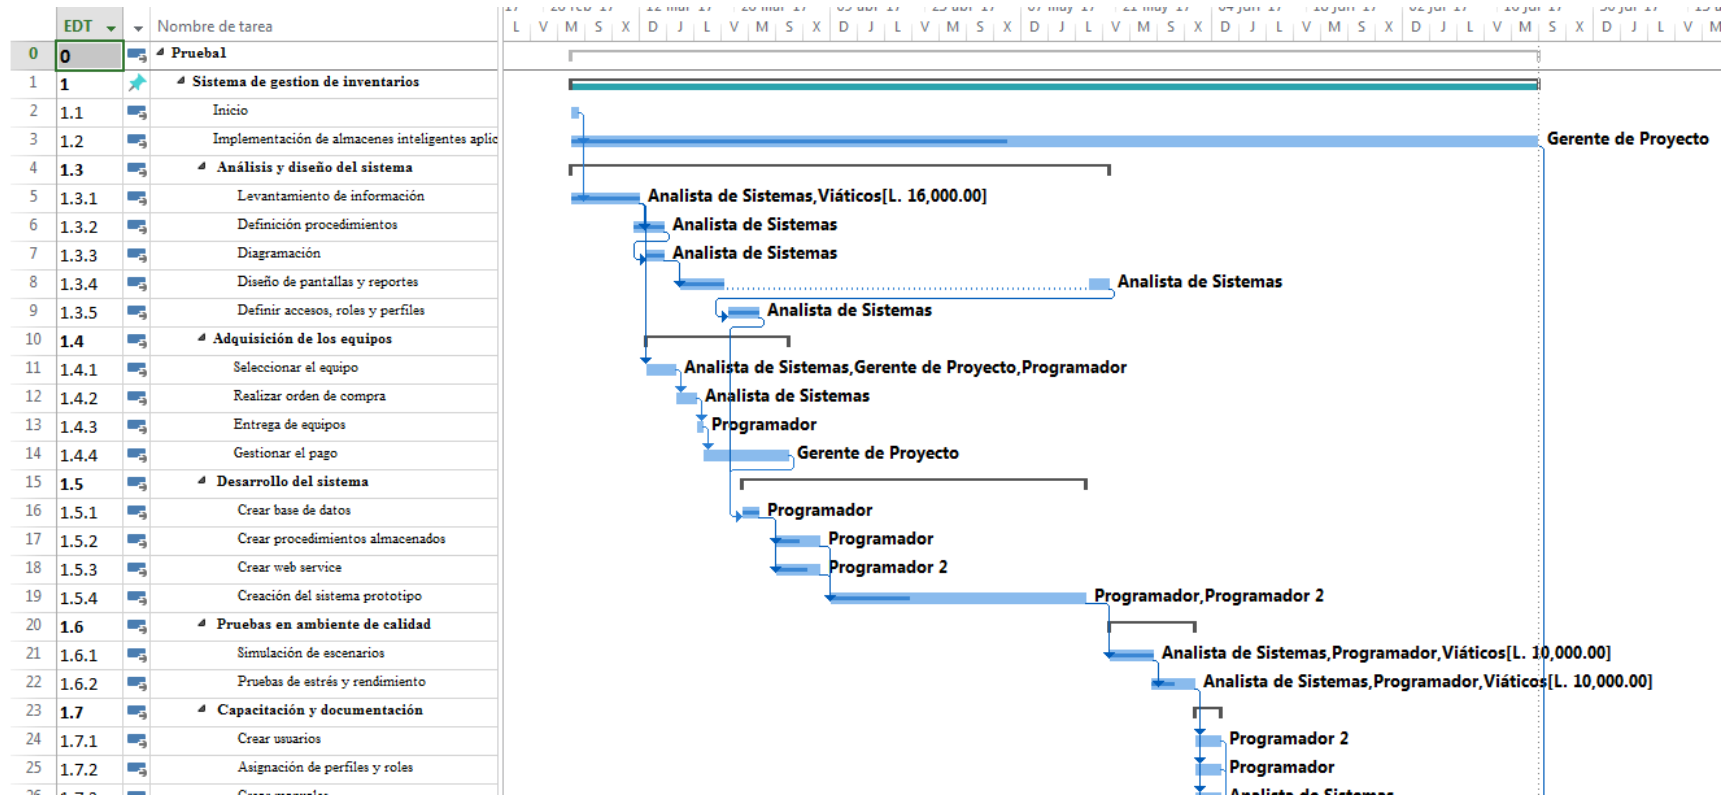 EDT Nombre de tarea L V M S X D J L V M S X D J L V M S X D J L V M S X D J L V M S X D J L V M
0 0 Prueba1
1 1 Sistema de gestion de inventarios
2 1.1 Inicio
3 1.2 Implementación de almacenes inteligentes aplic Gerente de Proyecto
4 1.3 Análisis y diseño del sistema
5 1.3.1 Levantamiento de información Analista de Sistemas,Viáticos[L. 16,000.00]
6 1.3.2 Definición procedimientos Analista de Sistemas
7 1.3.3 Diagramación Analista de Sistemas
8 1.3.4 Diseño de pantallas y reportes Analista de Sistemas
9 1.3.5 Definir accesos, roles y perfiles Analista de Sistemas
10 1.4 Adquisición de los equipos
11 1.4.1 Seleccionar el equipo Analista de Sistemas,Gerente de Proyecto,Programador
12 1.4.2 Realizar orden de compra Analista de Sistemas
13 1.4.3 Entrega de equipos Programador
14 1.4.4 Gestionar el pago Gerente de Proyecto
15 1.5 Desarrollo del sistema
16 1.5.1 Crear base de datos Programador
17 1.5.2 Crear procedimientos almacenados Programador
18 1.5.3 Crear web service Programador 2
19 1.5.4 Creación del sistema prototipo Programador,Programador 2
20 1.6 Pruebas en ambiente de calidad
21 1.6.1 Simulación de escenarios Analista de Sistemas,Programador,Viáticos[L. 10,000.00]
22 1.6.2 Pruebas de estrés y rendimiento Analista de Sistemas,Programador,Viáticos[L. 10,000.00]
23 1.7 Capacitación y documentación
24 1.7.1 Crear usuarios Programador 2
25 1.7.2 Asignación de perfiles y roles Programador
Analista de Sistemas